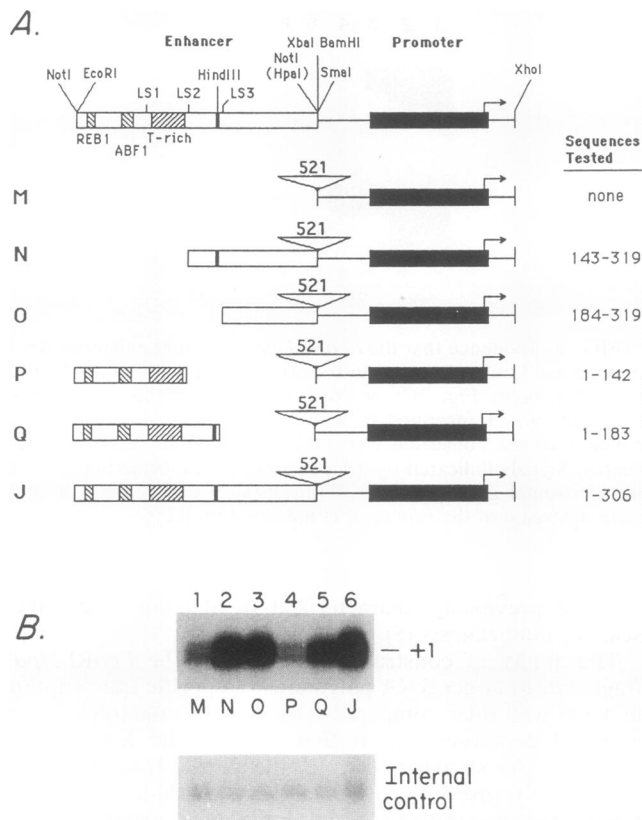 A.
Enhancer
XbaI BamHI
Promoter
NotI
EcoRI
HindIII
NotI
(HpaI)
SmaI
XhoI
LS1
LS2
LS3
REB1
ABF1
T-rich
Sequences
Tested
M
521
none
N
521
143-319
O
521
184-319
P
521
1-142
Q
521
1-183
J
521
1-306
B.
1 2 3 4 5 6
+1
M N O P Q J
Internal
control